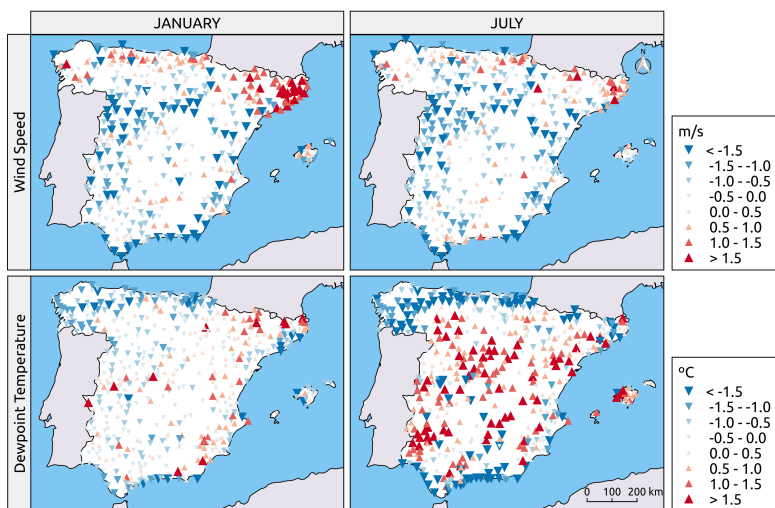 JANUARY
JULY
Wind Speed
N
m/s
< -1.5
-1.5 - -1.0
-1.0 - -0.5
-0.5 - 0.0
0.0 - 0.5
0.5 - 1.0
1.0 - 1.5
> 1.5
Dewpoint Temperature
ºC
< -1.5
-1.5 - -1.0
-1.0 - -0.5
-0.5 - 0.0
0.0 - 0.5
0.5 - 1.0
1.0 - 1.5
> 1.5
0 100 200 km